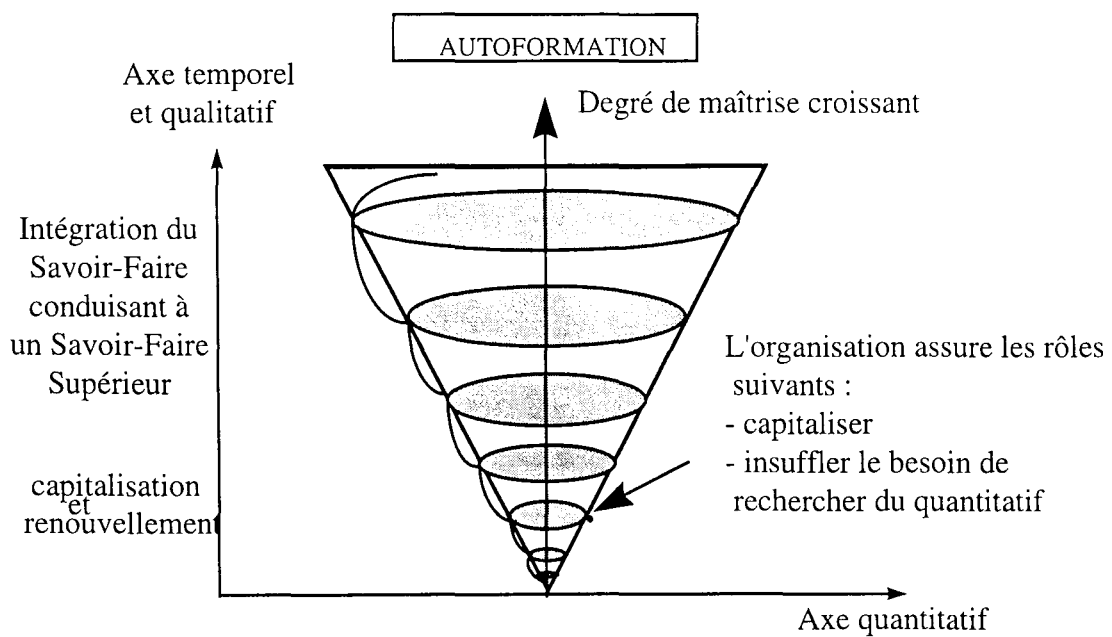 AUTOFORMATION
Axe temporel
et qualitatif
Degré de maîtrise croissant
Intégration du
Savoir-Faire
conduisant à
un Savoir-Faire
Supérieur
L'organisation assure les rôles
suivants :
- capitaliser
- insuffler le besoin de
rechercher du quantitatif
capitalisation
et
renouvellement
Axe quantitatif